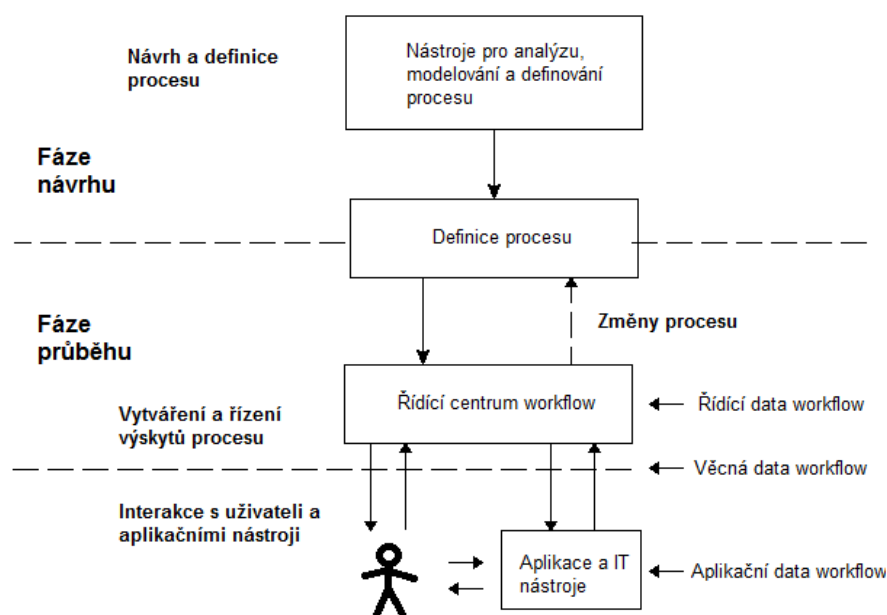 Návrh a definice
procesu
Nástroje pro analýzu,
modelování a definování
procesu
Fáze
návrhu
Definice procesu
Fáze
průběhu
Změny procesu
Řídící centrum workflow
Řídící data workflow
Vytváření a řízení
výskytů procesu
Věcná data workflow
Interakce s uživateli a
aplikačními nástroji
Aplikace a IT
nástroje
Aplikační data workflow